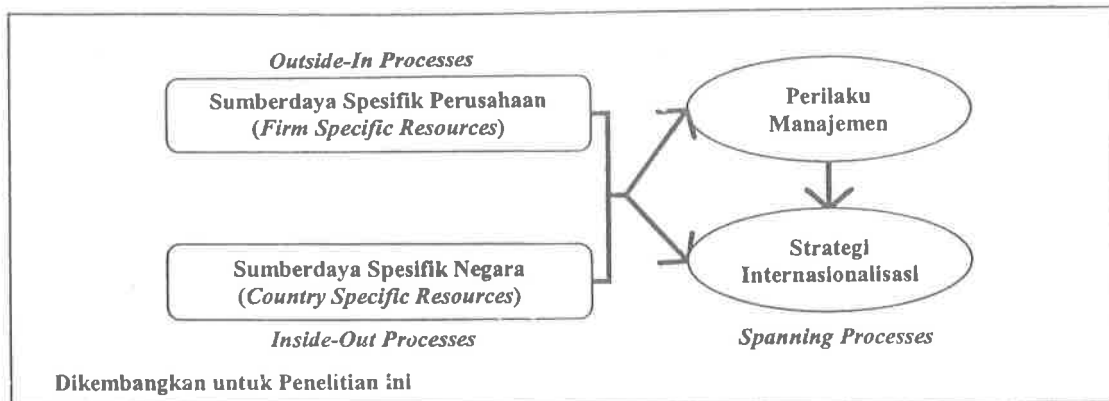 Outside-In Processes
Sumberdaya Spesifik Perusahaan
(Firm Specific Resources)
Perilaku
Manajemen
Sumberdaya Spesifik Negara
(Country Specific Resources)
Strategi
Internasionalisasi
Inside-Out Processes
Spanning Processes
Dikembangkan untuk Penelitian ini